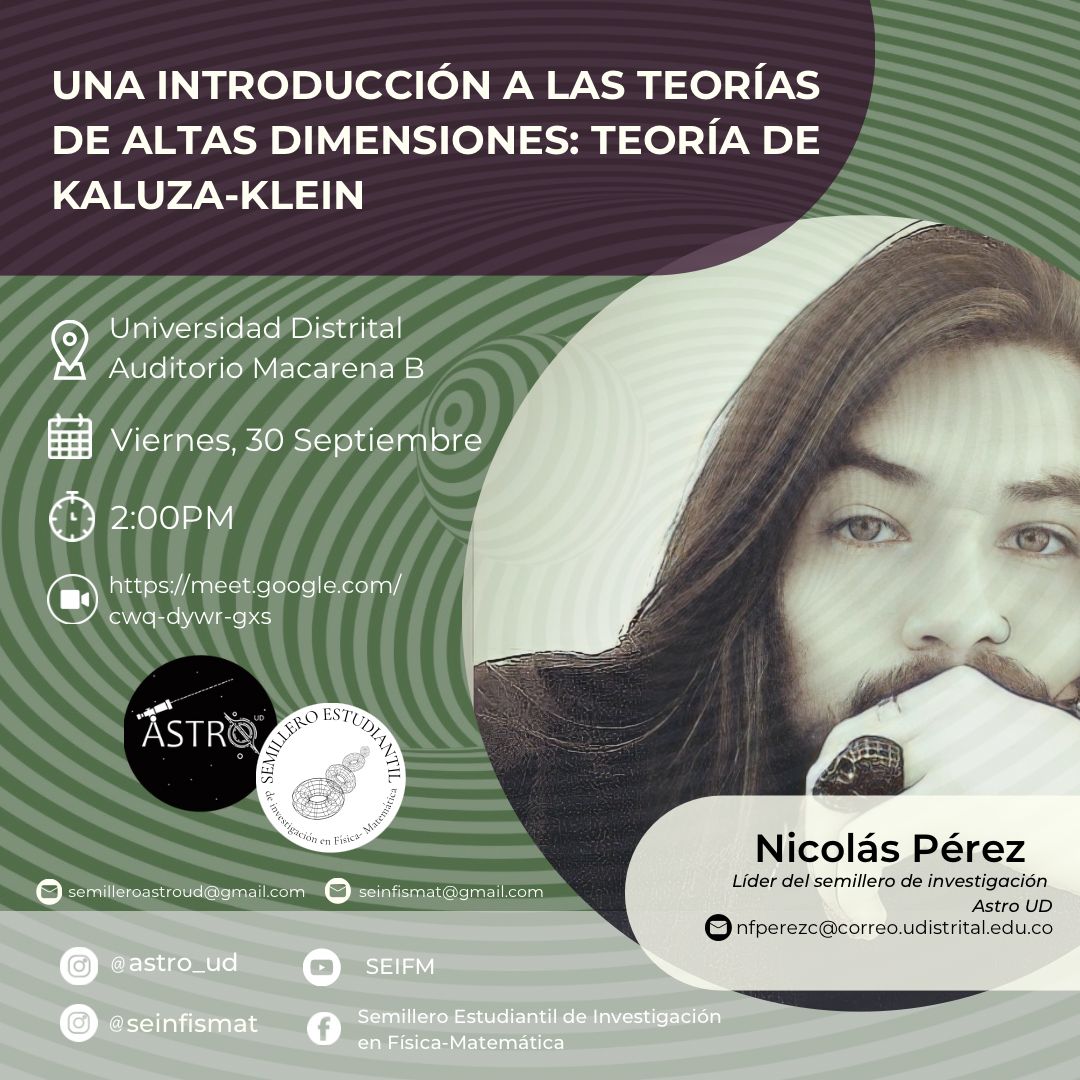 UNA INTRODUCCIÓN A LAS TEORÍAS
DE ALTAS DIMENSIONES: TEORÍA DE
KALUZA-KLEIN
Universidad Distrital
Auditorio Macarena B
Viernes, 30 Septiembre
2:00PM
https://meet.google.com/
cwq-dywr-gxs
ASTRO UD
SEMILLERO ESTUDIANTIL
de investigación en Física- Matemática
Nicolás Pérez
Líder del semillero de investigación
Astro UD
nfperezc@correo.udistrital.edu.co
semilleroastroud@gmail.com
seinfismat@gmail.com
@astro_ud
SEIFM
@seinfismat
Semillero Estudiantil de Investigación
en Física-Matemática